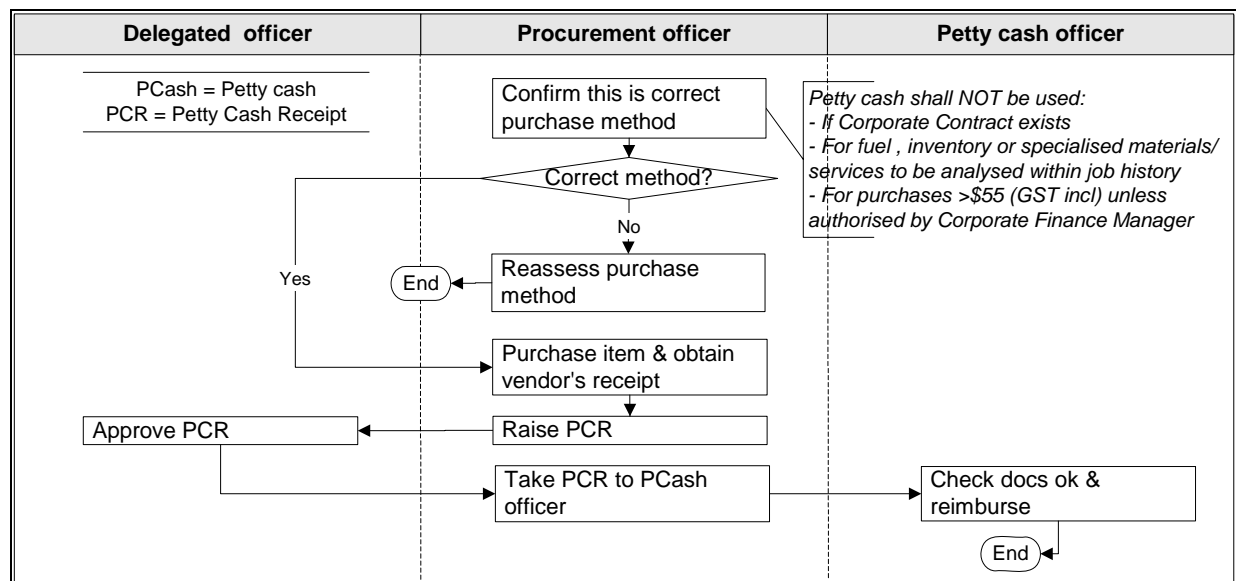 Delegated officer
Procurement officer
Petty cash officer
PCash = Petty cash
PCR = Petty Cash Receipt
Confirm this is correct
purchase method
Petty cash shall NOT be used:
- If Corporate Contract exists
- For fuel , inventory or specialised materials/
services to be analysed within job history
- For purchases >$55 (GST incl) unless
authorised by Corporate Finance Manager
Correct method?
No
Yes
End
Reassess purchase
method
Purchase item & obtain
vendor's receipt
Approve PCR
Raise PCR
Take PCR to PCash
officer
Check docs ok &
reimburse
End